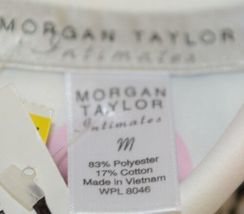 MORGAN TAYLOR
Intimates
MORGAN
TAYLOR
Intimates
m
83% Polyester
17% Cotton
Made in Vietnam
WPL 8046